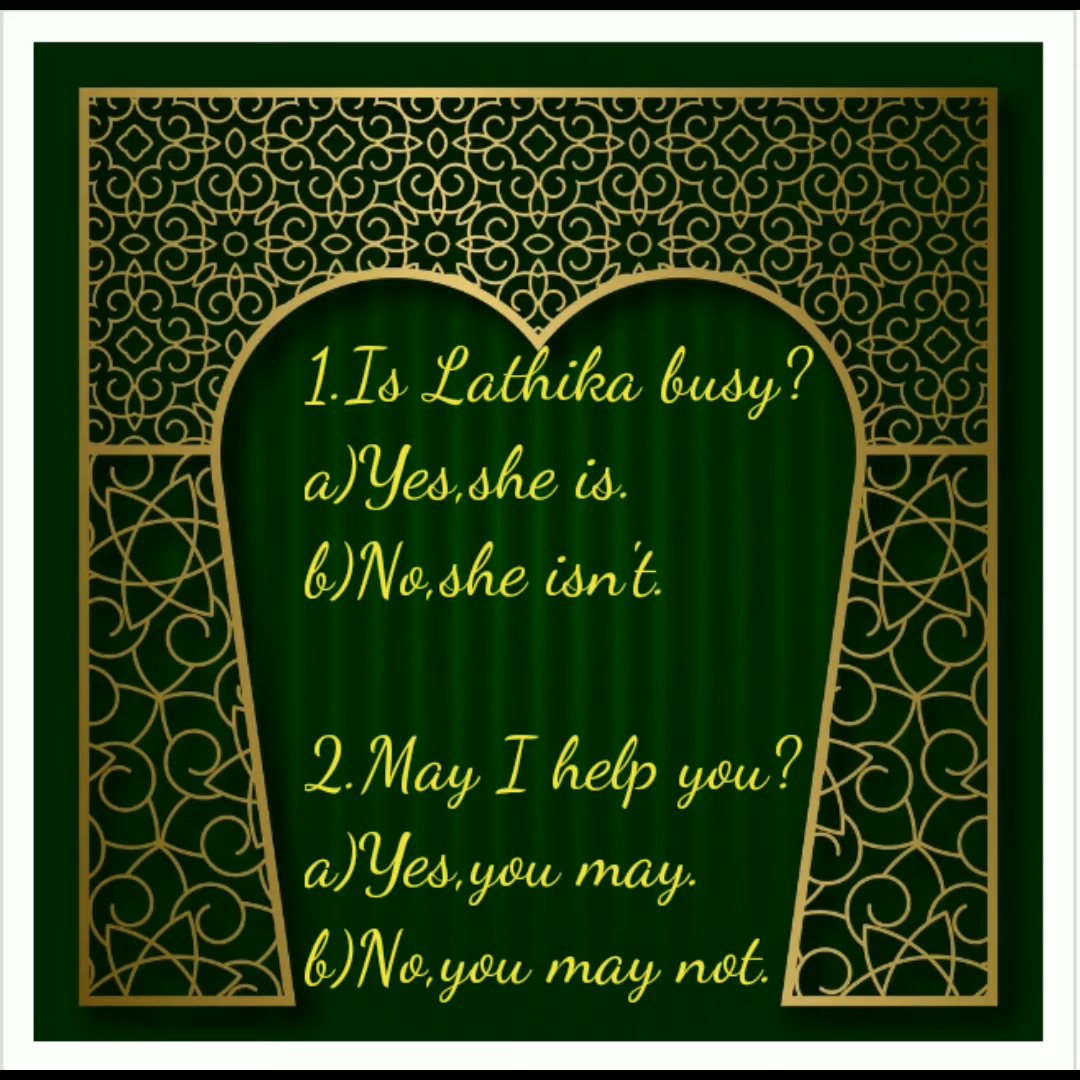 1.Is Lathika busy?
a)Yes,she is.
b)No,she isn't.
2.May I help you?
a)Yes,you may.
b)No,you may not.